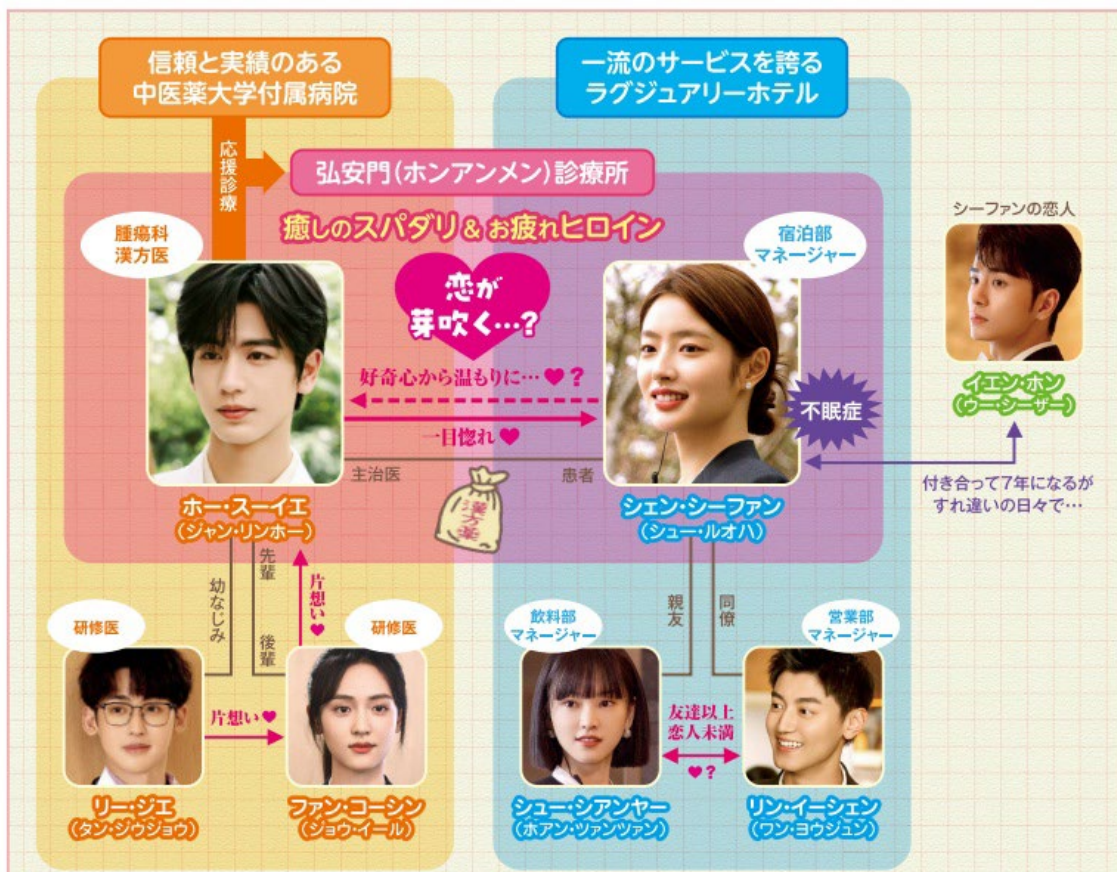 信頼と実績のある
中医薬大学付属病院
一流のサービスを誇る
ラグジュアリーホテル
応援診療
弘安門(ホンアンメン)診療所
癒しのスパダリ＆お疲れヒロイン
腫瘍科
漢方医
宿泊部
マネージャー
シーファンの恋人
恋が
芽吹く…?
好奇心から温もりに…♥?
一目惚れ♥
不眠症
イエン・ホン
(ウー・シーザー)
主治医
患者
漢方薬
付き合って7年になるが
すれ違いの日々で…
ホー・スーイエ
(ジャン・リンホー)
シェン・シーファン
(シュー・ルオハ)
幼なじみ
先輩
後輩
片想い♥
親友
同僚
研修医
研修医
飲料部
マネージャー
営業部
マネージャー
片想い♥
友達以上
恋人未満
♥?
リー・ジエ
(タン・ジウジョウ)
ファン・コーシン
(ジョウ・イール)
シュー・シアンヤー
(ホアン・ツァンツァン)
リン・イーシェン
(ワン・ヨウジュン)